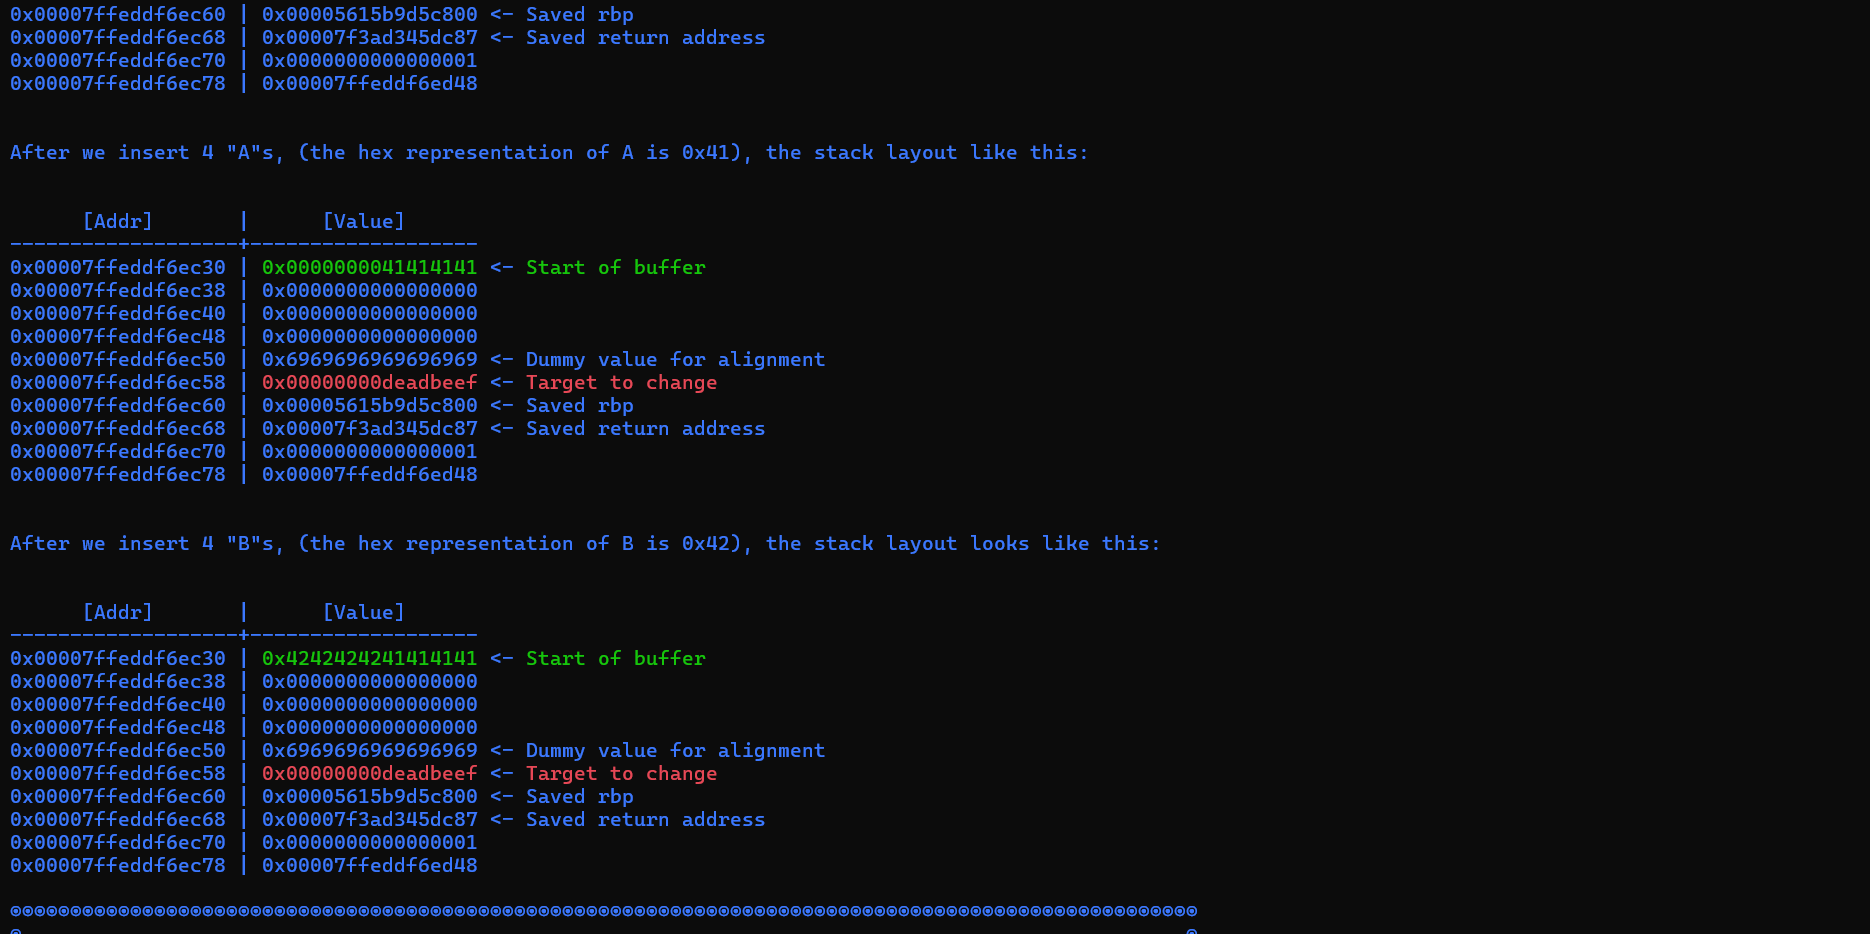 0x00007ffeddf6ec60 | 0x00005615b9d5c800 <- Saved rbp
0x00007ffeddf6ec68 | 0x00007f3ad345dc87 <- Saved return address
0x00007ffeddf6ec70 | 0x0000000000000001
0x00007ffeddf6ec78 | 0x00007ffeddf6ed48
After we insert 4 "A"s, (the hex representation of A is 0x41), the stack layout like this:
      [Addr]       |      [Value]
-------------------+-------------------
0x00007ffeddf6ec30 | 0x0000000041414141 <- Start of buffer
0x00007ffeddf6ec38 | 0x0000000000000000
0x00007ffeddf6ec40 | 0x0000000000000000
0x00007ffeddf6ec48 | 0x0000000000000000
0x00007ffeddf6ec50 | 0x6969696969696969 <- Dummy value for alignment
0x00007ffeddf6ec58 | 0x00000000deadbeef <- Target to change
0x00007ffeddf6ec60 | 0x00005615b9d5c800 <- Saved rbp
0x00007ffeddf6ec68 | 0x00007f3ad345dc87 <- Saved return address
0x00007ffeddf6ec70 | 0x0000000000000001
0x00007ffeddf6ec78 | 0x00007ffeddf6ed48
After we insert 4 "B"s, (the hex representation of B is 0x42), the stack layout looks like this:
      [Addr]       |      [Value]
-------------------+-------------------
0x00007ffeddf6ec30 | 0x4242424241414141 <- Start of buffer
0x00007ffeddf6ec38 | 0x0000000000000000
0x00007ffeddf6ec40 | 0x0000000000000000
0x00007ffeddf6ec48 | 0x0000000000000000
0x00007ffeddf6ec50 | 0x6969696969696969 <- Dummy value for alignment
0x00007ffeddf6ec58 | 0x00000000deadbeef <- Target to change
0x00007ffeddf6ec60 | 0x00005615b9d5c800 <- Saved rbp
0x00007ffeddf6ec68 | 0x00007f3ad345dc87 <- Saved return address
0x00007ffeddf6ec70 | 0x0000000000000001
0x00007ffeddf6ec78 | 0x00007ffeddf6ed48